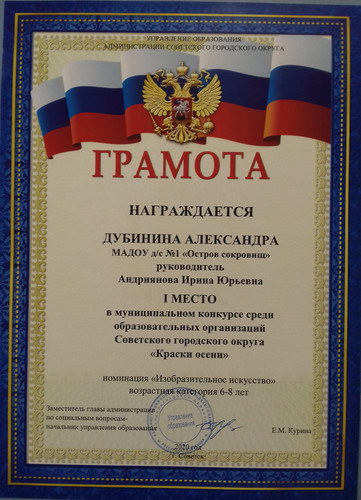 УПРАВЛЕНИЕ ОБРАЗОВАНИЯ
АДМИНИСТРАЦИИ СОВЕТСКОГО ГОРОДСКОГО ОКРУГА
ГРАМОТА
НАГРАЖДАЕТСЯ
ДУБИНИНА АЛЕКСАНДРА
МАДОУ д/с №1 «Остров сокровищ»
руководитель
Андриянова Ирина Юрьевна
I МЕСТО
в муниципальном конкурсе среди
образовательных организаций
Советского городского округа
«Краски осени»
номинация «Изобразительное искусство»
возрастная категория 6-8 лет
Заместитель главы администрации
по социальным вопросам-
начальник управления образования
Е.М. Курина
Управление
образования
2020 год
г. Советск